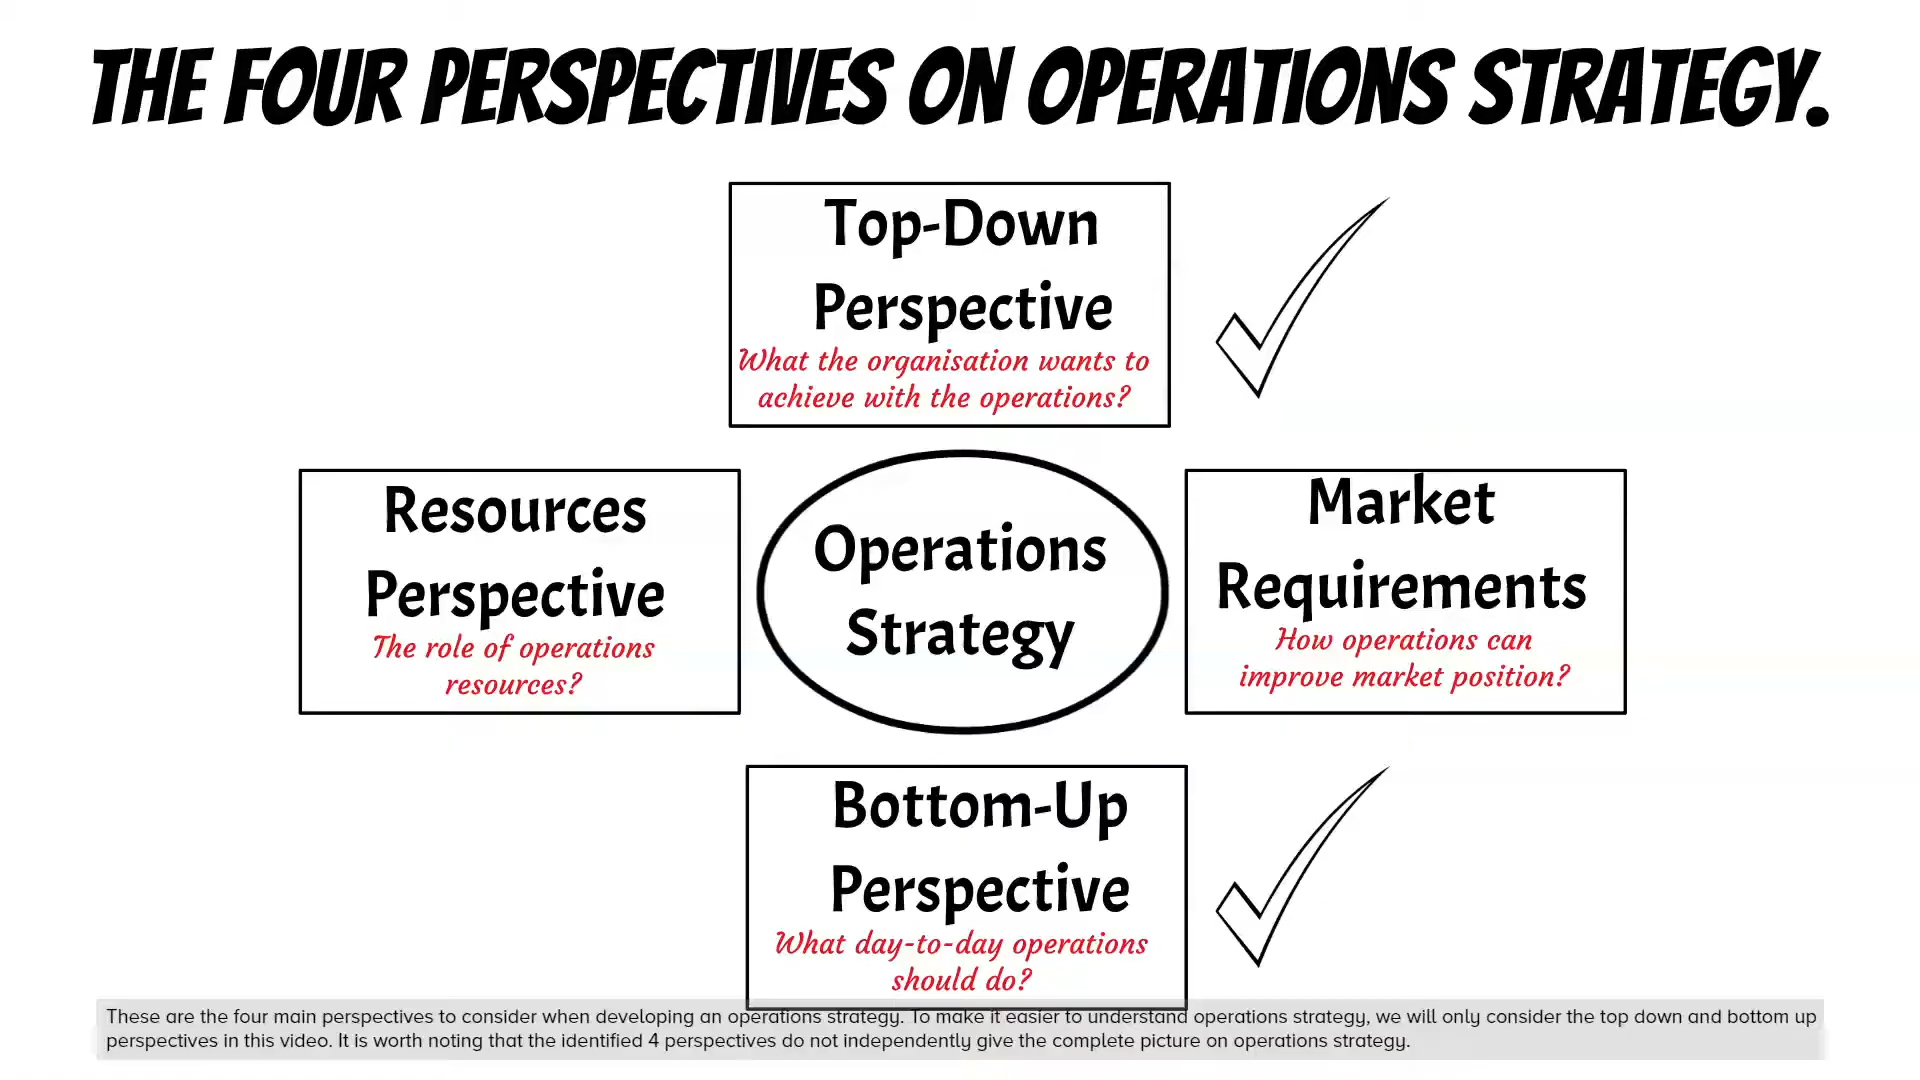 THE FOUR PERSPECTIVES ON OPERATIONS STRATEGY.
Top-Down
Perspective
What the organisation wants to
achieve with the operations?
Resources
Perspective
The role of operations
resources?
Operations
Strategy
Market
Requirements
How operations can
improve market position?
Bottom-Up
Perspective
What day-to-day operations
should do?
These are the four main perspectives to consider when developing an operations strategy. To make it easier to understand operations strategy, we will only consider the top down and bottom up
perspectives in this video. It is worth noting that the identified 4 perspectives do not independently give the complete picture on operations strategy.